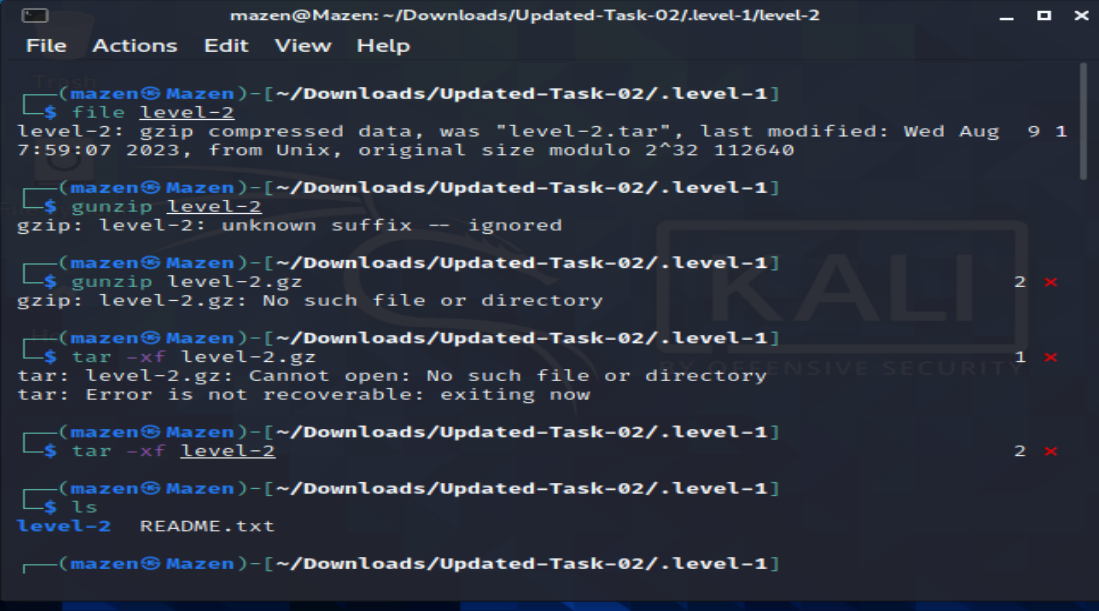 mazen@Mazen: ~/Downloads/Updated-Task-02/.level-1/level-2
File Actions Edit View Help
Trash
┌──(mazen㉿Mazen)-[~/Downloads/Updated-Task-02/.level-1]
└─$ file level-2
level-2: gzip compressed data, was "level-2.tar", last modified: Wed Aug  9 1
7:59:07 2023, from Unix, original size modulo 2^32 112640
┌──(mazen㉿Mazen)-[~/Downloads/Updated-Task-02/.level-1]
└─$ gunzip level-2
gzip: level-2: unknown suffix -- ignored
┌──(mazen㉿Mazen)-[~/Downloads/Updated-Task-02/.level-1]
└─$ gunzip level-2.gz 2 ⨯
gzip: level-2.gz: No such file or directory
┌──(mazen㉿Mazen)-[~/Downloads/Updated-Task-02/.level-1]
└─$ tar -xf level-2.gz 1 ⨯
tar: level-2.gz: Cannot open: No such file or directory
tar: Error is not recoverable: exiting now
┌──(mazen㉿Mazen)-[~/Downloads/Updated-Task-02/.level-1]
└─$ tar -xf level-2 2 ⨯
┌──(mazen㉿Mazen)-[~/Downloads/Updated-Task-02/.level-1]
└─$ ls
level-2  README.txt
┌──(mazen㉿Mazen)-[~/Downloads/Updated-Task-02/.level-1]
KALI
BY OFFENSIVE SECURITY